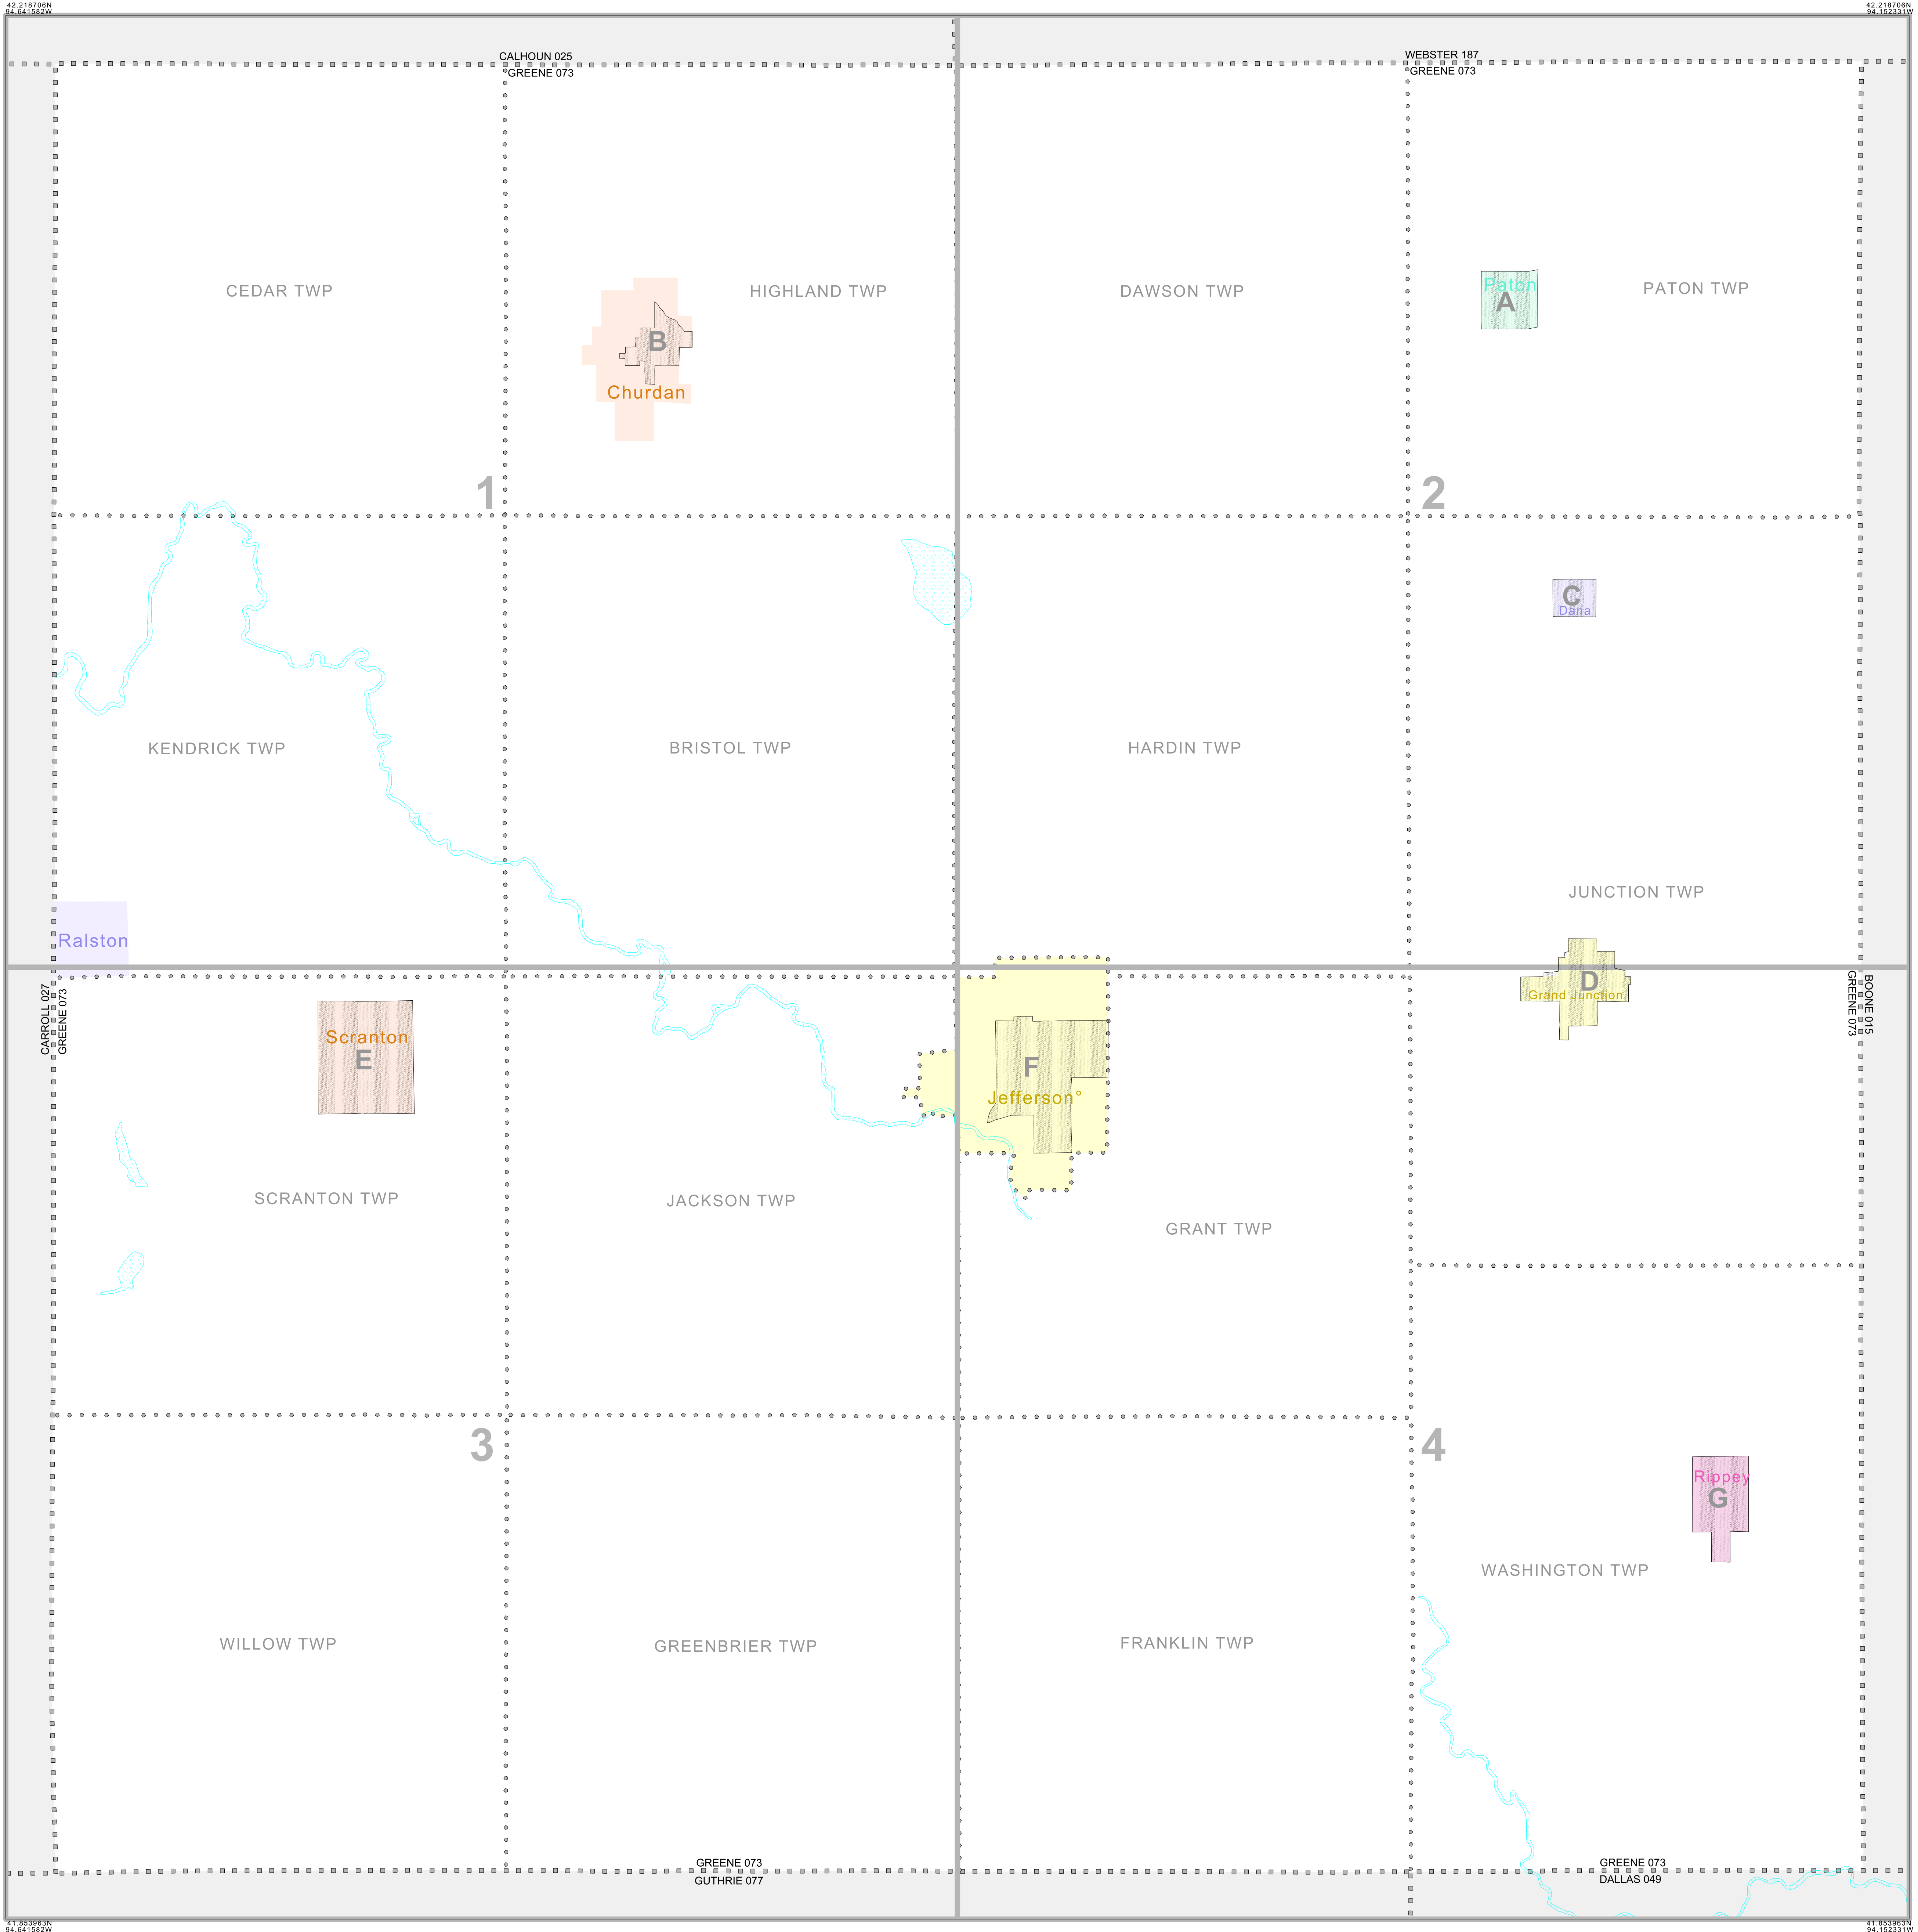 42.218706N
94.641582W
42.218706N
94.152331W
CALHOUN 025
GREENE 073
WEBSTER 187
GREENE 073
CEDAR TWP
HIGHLAND TWP
DAWSON TWP
Paton
A
PATON TWP
B
Churdan
1
2
C
Dana
KENDRICK TWP
BRISTOL TWP
HARDIN TWP
JUNCTION TWP
Ralston
CARROLL 027
GREENE 073
D
Grand Junction
GREENE 073
BOONE 015
Scranton
E
F
Jefferson°
SCRANTON TWP
JACKSON TWP
GRANT TWP
3
4
Rippey
G
WASHINGTON TWP
WILLOW TWP
GREENBRIER TWP
FRANKLIN TWP
GREENE 073
GUTHRIE 077
GREENE 073
DALLAS 049
41.853963N
94.641582W
41.853963N
94.152331W